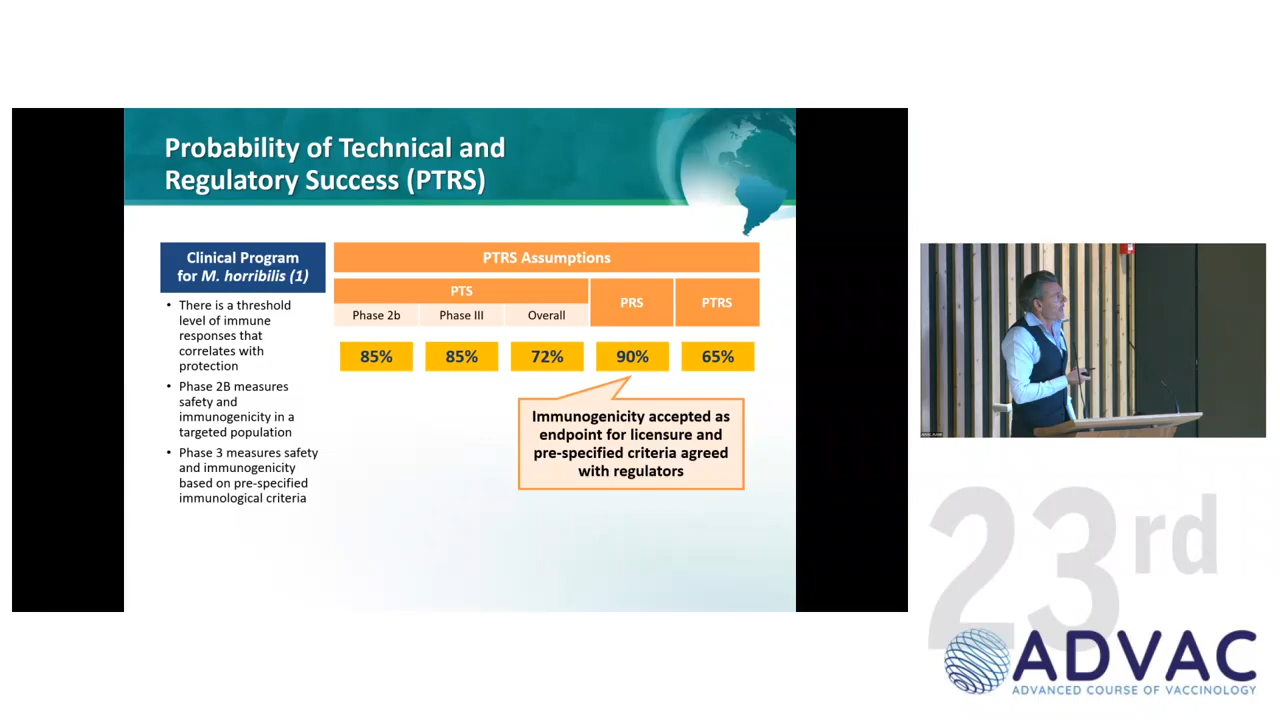 Probability of Technical and
Regulatory Success (PTRS)
Clinical Program
for M. horribilis (1)
• There is a threshold
level of immune
responses that
correlates with
protection
• Phase 2B measures
safety and
immunogenicity in a
targeted population
• Phase 3 measures safety
and immunogenicity
based on pre-specified
immunological criteria
PTRS Assumptions
PTS
PRS
PTRS
Phase 2b
Phase III
Overall
85%
85%
72%
90%
65%
Immunogenicity accepted as
endpoint for licensure and
pre-specified criteria agreed
with regulators
23rd
ADVAC
ADVANCED COURSE OF VACCINOLOGY